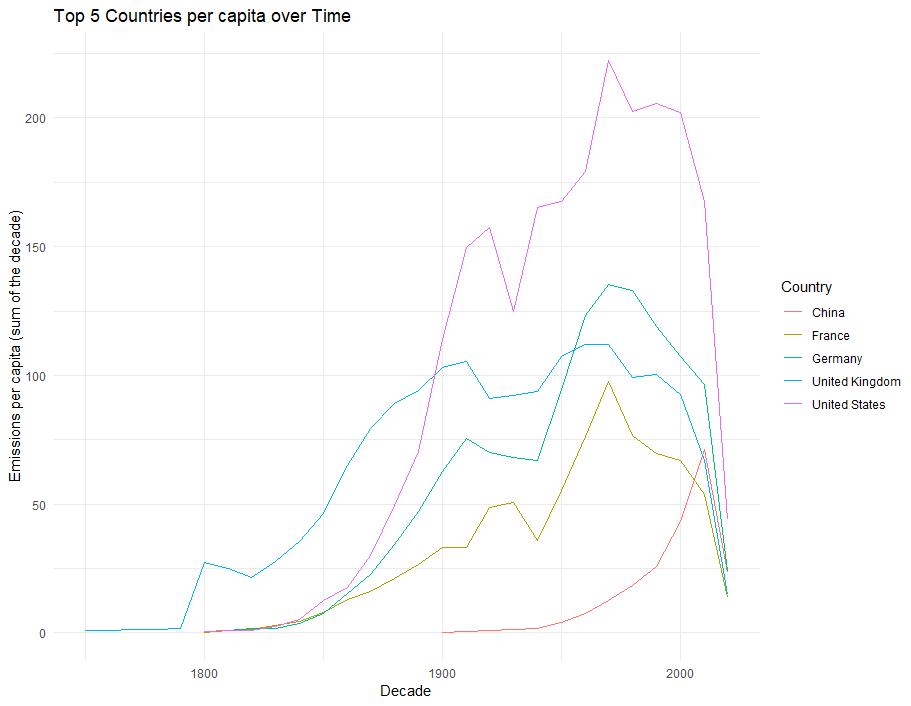 Top 5 Countries per capita over Time
Emissions per capita (sum of the decade)
200
150
100
50
0
1800
1900
2000
Decade
Country
China
France
Germany
United Kingdom
United States